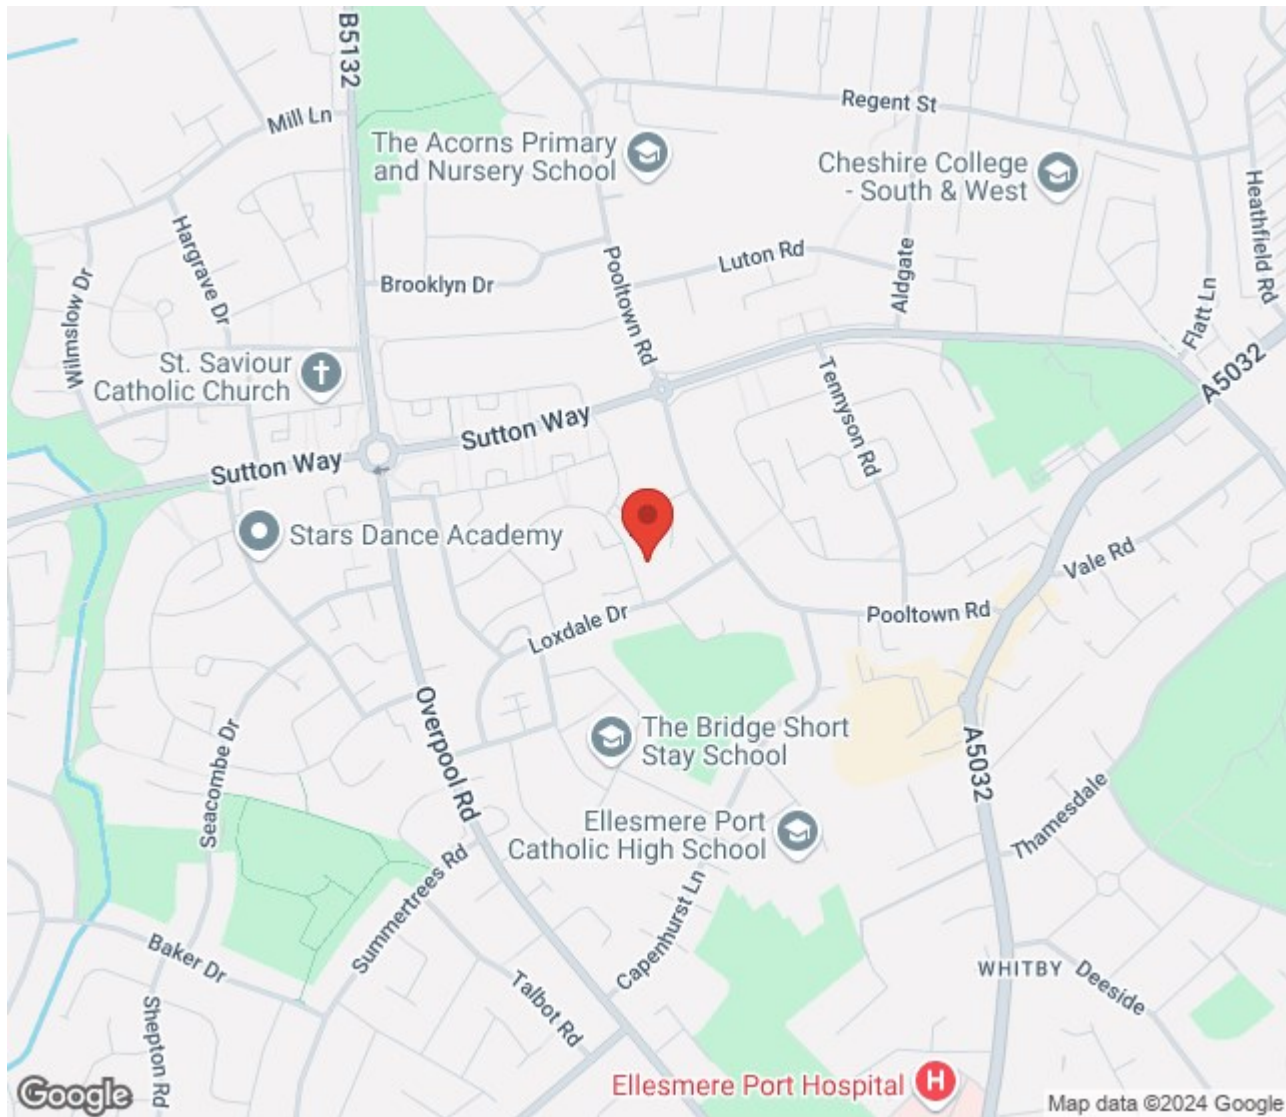 B5132
Mill Ln
Regent St
The Acorns Primary
and Nursery School
Cheshire College
- South & West
Heathfield Rd
Hargrave Dr
Wilmslow Dr
Brooklyn Dr
Pooltown Rd
Luton Rd
Aldgate
Flatt Ln
A5032
St. Saviour
Catholic Church
Tennyson Rd
Sutton Way
Sutton Way
Stars Dance Academy
Vale Rd
Loxdale Dr
Pooltown Rd
Overpool Rd
The Bridge Short
Stay School
A5032
Seacombe Dr
Thamesdale
Ellesmere Port
Catholic High School
Summertrees Rd
Capenhurst Ln
Baker Dr
WHITBY
Deeside
Talbot Rd
Shepton Rd
Ellesmere Port Hospital
H
Google
Map data ©2024 Google